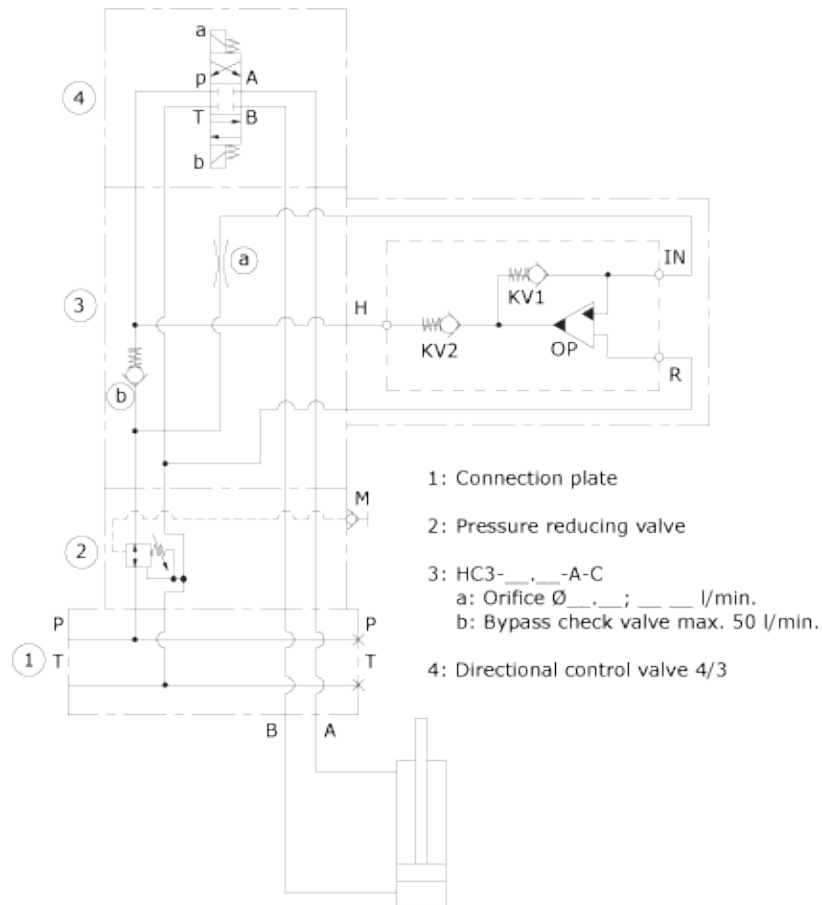 a
p A
4
T B
b
IN
a
KV1
3
H
OP
KV2
R
b
1: Connection plate
M
2: Pressure reducing valve
2
3: HC3-__.__-A-C
a: Orifice Ø__.__; __ __ l/min.
b: Bypass check valve max. 50 l/min.
P P
1 T T
4: Directional control valve 4/3
B A